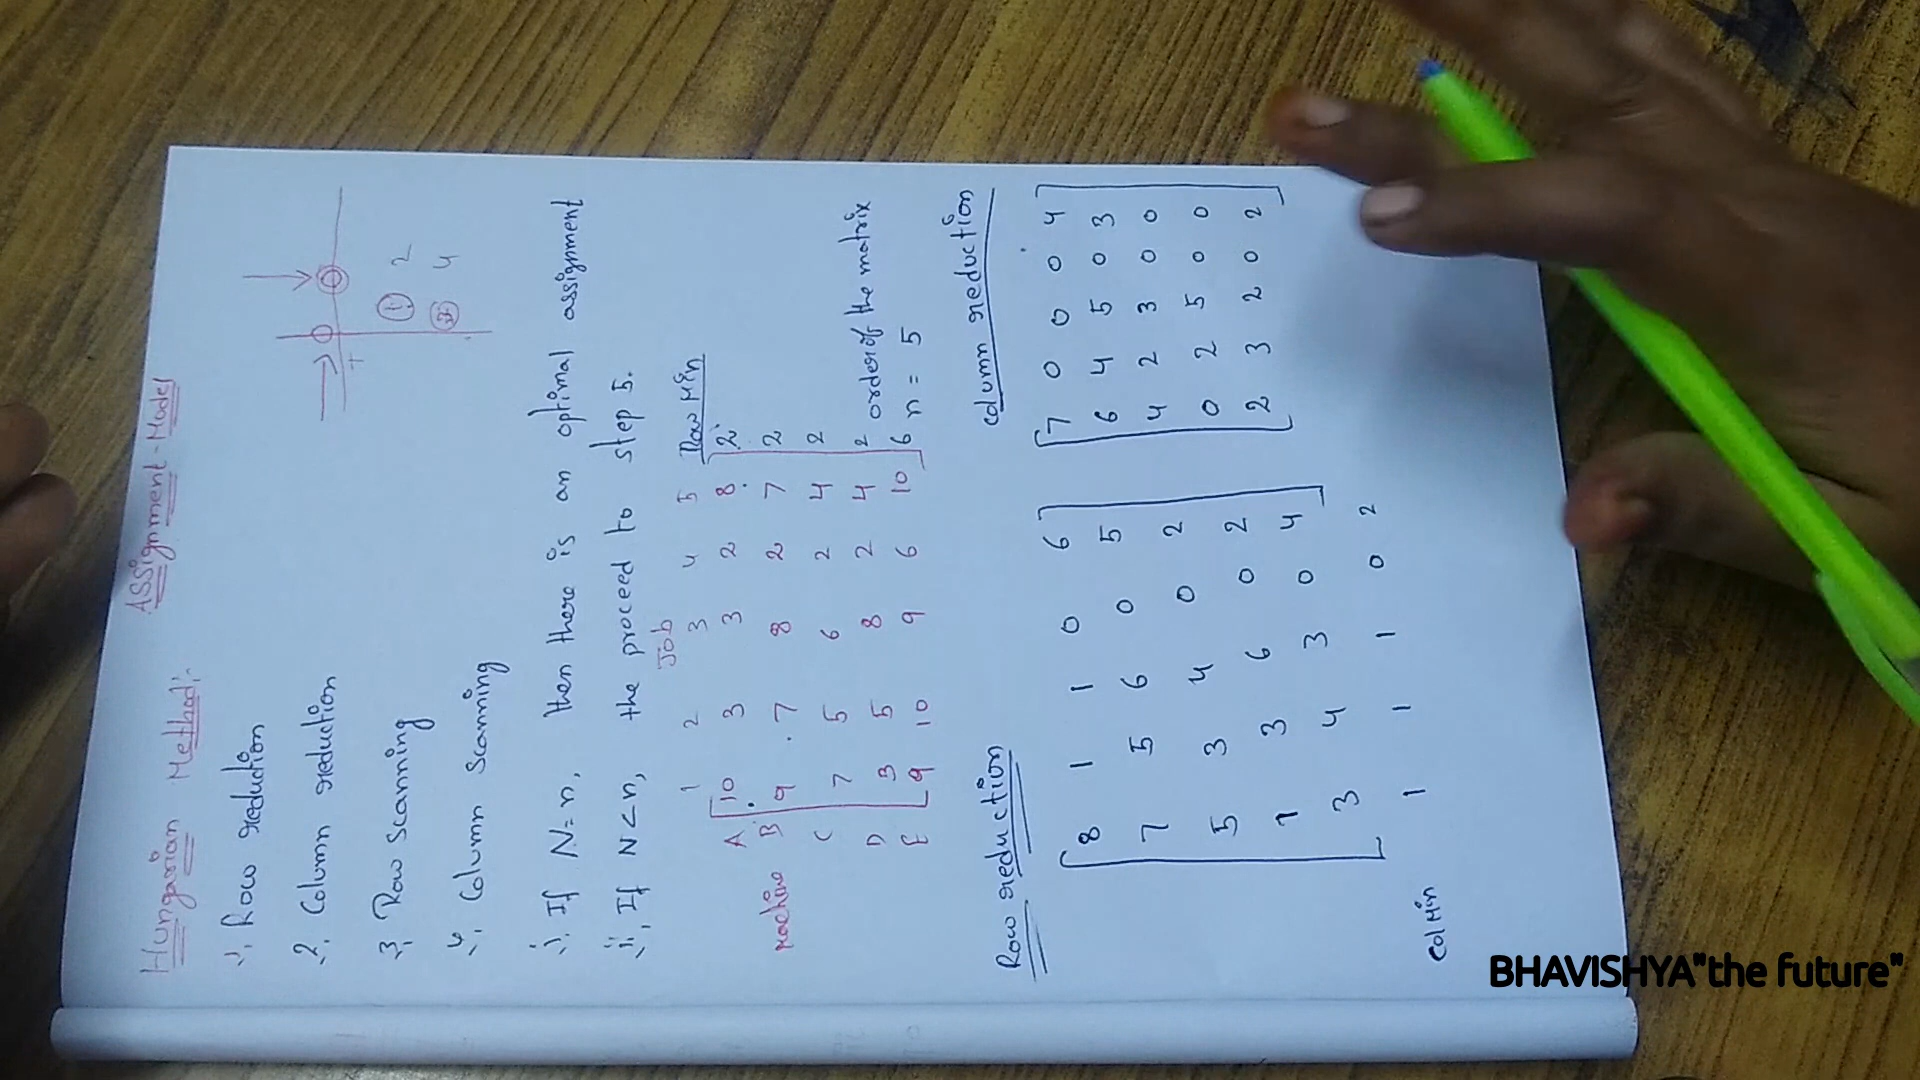 ASSignment-Model
Hungarian Method:-
1. Row reduction
2. Column reduction
3. Row scanning
4. Column scanning
1 2
4
i). If N=n, then there is an optimal assignment
ii). If N<n, the proceed to step 5.
Job
1 2 3 4 5 Row Min
A 10 3 3 2 8 2
Machine B 9 7 8 2 7 2
C 7 5 6 2 4 2
D 3 5 8 2 4 2 order of the matrix
E 9 10 9 6 10 6 n = 5
Row reduction
8 1 1 0 6
7 5 6 0 5
5 3 4 0 2
1 3 6 0 2
3 4 3 0 4
Col Min 1 1 1 0 2
column reduction
7 0 0 0 4
6 4 5 0 3
4 2 3 0 0
0 2 5 0 0
2 3 2 0 2
BHAVISHYA"the future"